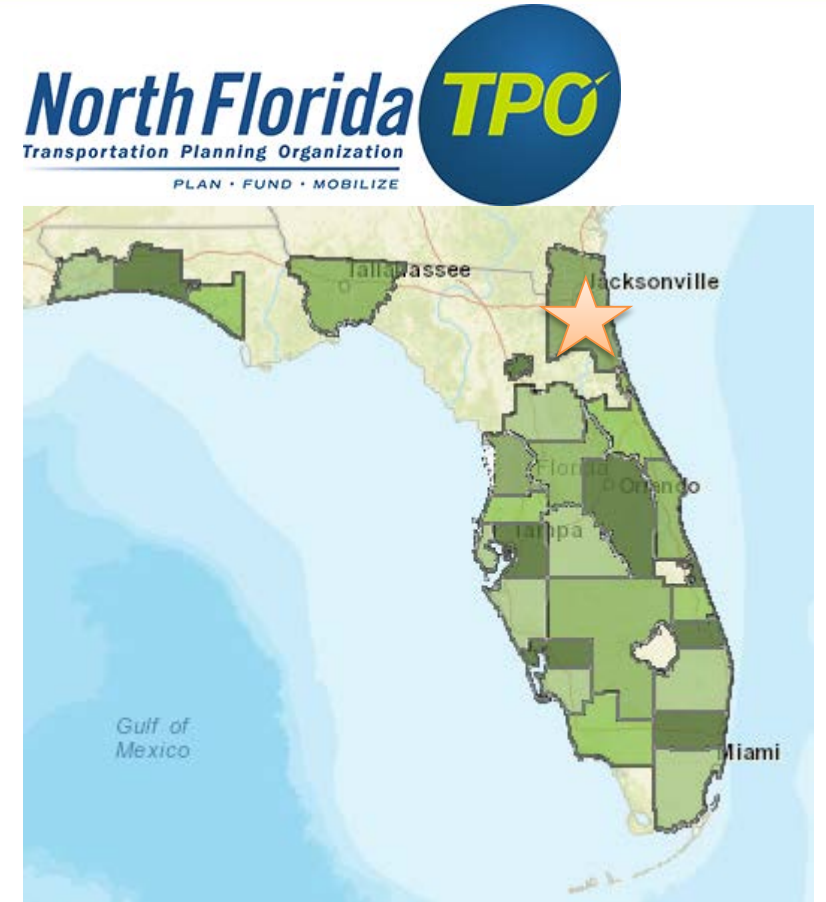 North Florida TPO
Transportation Planning Organization
PLAN · FUND · MOBILIZE
Tallahassee
Jacksonville
Florida
Orlando
Tampa
Gulf of
Mexico
Miami